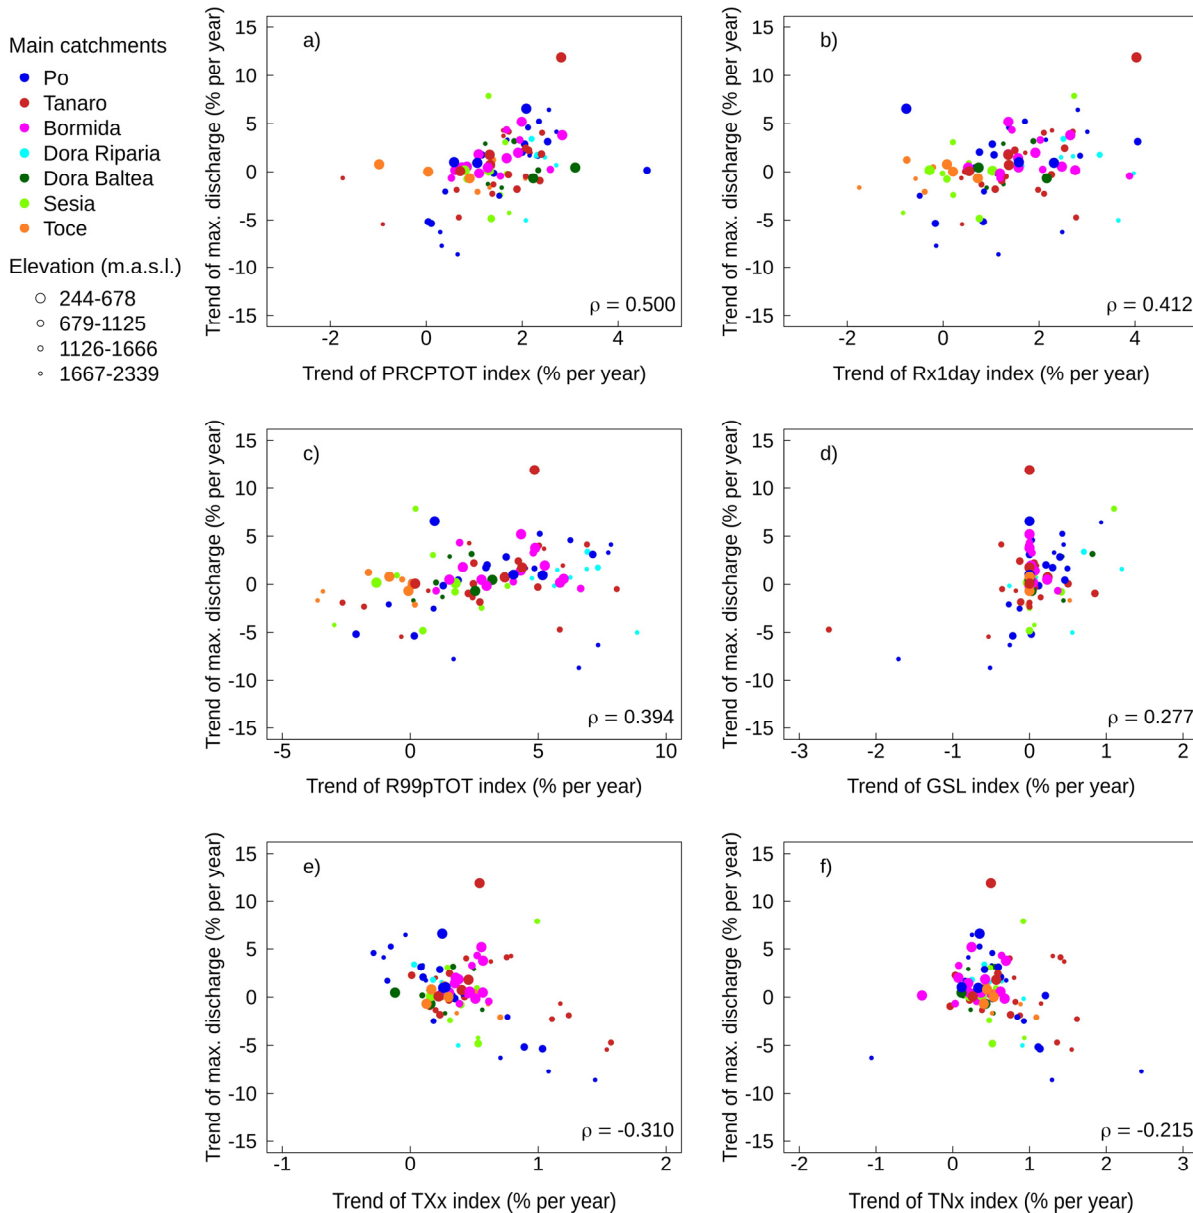 Main catchments
Po
Tanaro
Bormida
Dora Riparia
Dora Baltea
Sesia
Toce
Elevation (m.a.s.l.)
244-678
679-1125
1126-1666
1667-2339
a)
Trend of max. discharge (% per year)
15
10
5
0
-5
-10
-15
ρ = 0.500
0 2 4
Trend of PRCPTOT index (% per year)
b)
Trend of max. discharge (% per year)
15
10
5
0
-5
-10
-15
ρ = 0.412
-2 0 2 4
Trend of Rx1day index (% per year)
c)
Trend of max. discharge (% per year)
15
10
5
0
-5
-10
-15
ρ = 0.394
-5 0 5 10
Trend of R99pTOT index (% per year)
d)
Trend of max. discharge (% per year)
15
10
5
0
-5
-10
-15
ρ = 0.277
-3 -2 -1 0 1 2
Trend of GSL index (% per year)
e)
Trend of max. discharge (% per year)
15
10
5
0
-5
-10
-15
ρ = -0.310
-1 0 1 2
Trend of TXx index (% per year)
f)
Trend of max. discharge (% per year)
15
10
5
0
-5
-10
-15
ρ = -0.215
-2 -1 0 1 2 3
Trend of TNx index (% per year)